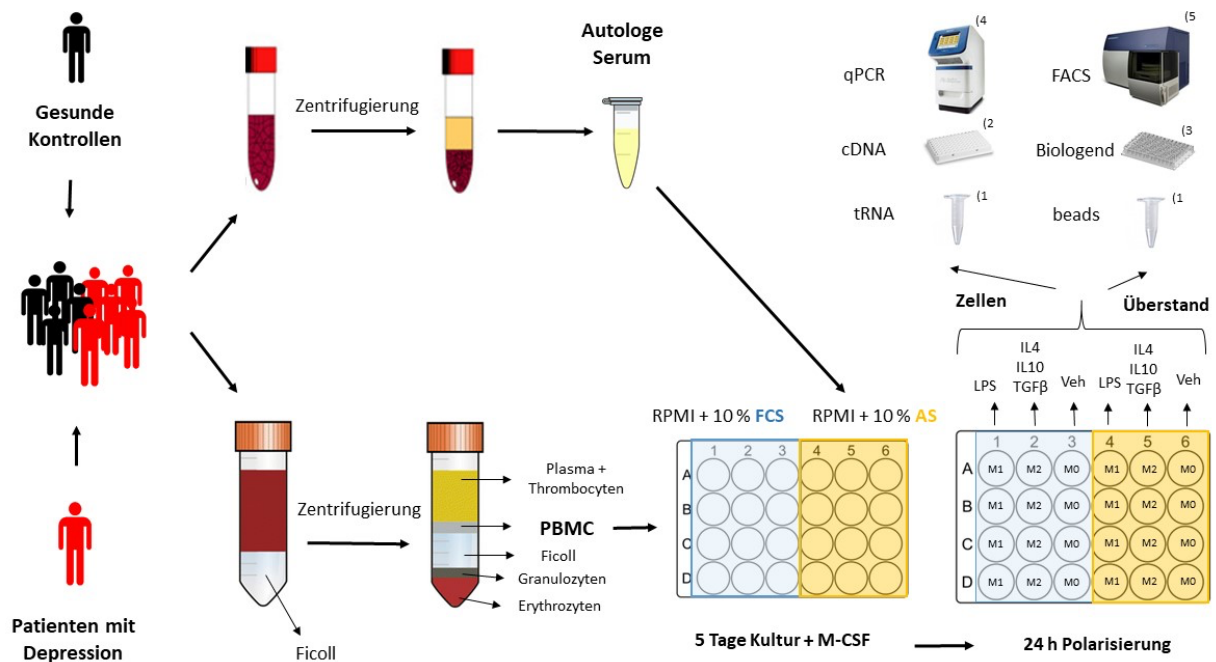 Gesunde
Kontrollen
Patienten mit
Depression
Zentrifugierung
Autologe
Serum
Ficoll
Zentrifugierung
Plasma +
Thrombocyten
PBMC
Ficoll
Granulozyten
Erythrozyten
RPMI + 10 % FCS
RPMI + 10 % AS
1 2 3 4 5 6
A
B
C
D
5 Tage Kultur + M-CSF
24 h Polarisierung
qPCR
(4
FACS
(5
cDNA
(2
Biologend
(3
tRNA
(1
beads
(1
Zellen
Überstand
LPS
IL4
IL10
TGFβ
Veh
LPS
IL4
IL10
TGFβ
Veh
1 2 3 4 5 6
A M1 M2 M0 M1 M2 M0
B M1 M2 M0 M1 M2 M0
C M1 M2 M0 M1 M2 M0
D M1 M2 M0 M1 M2 M0